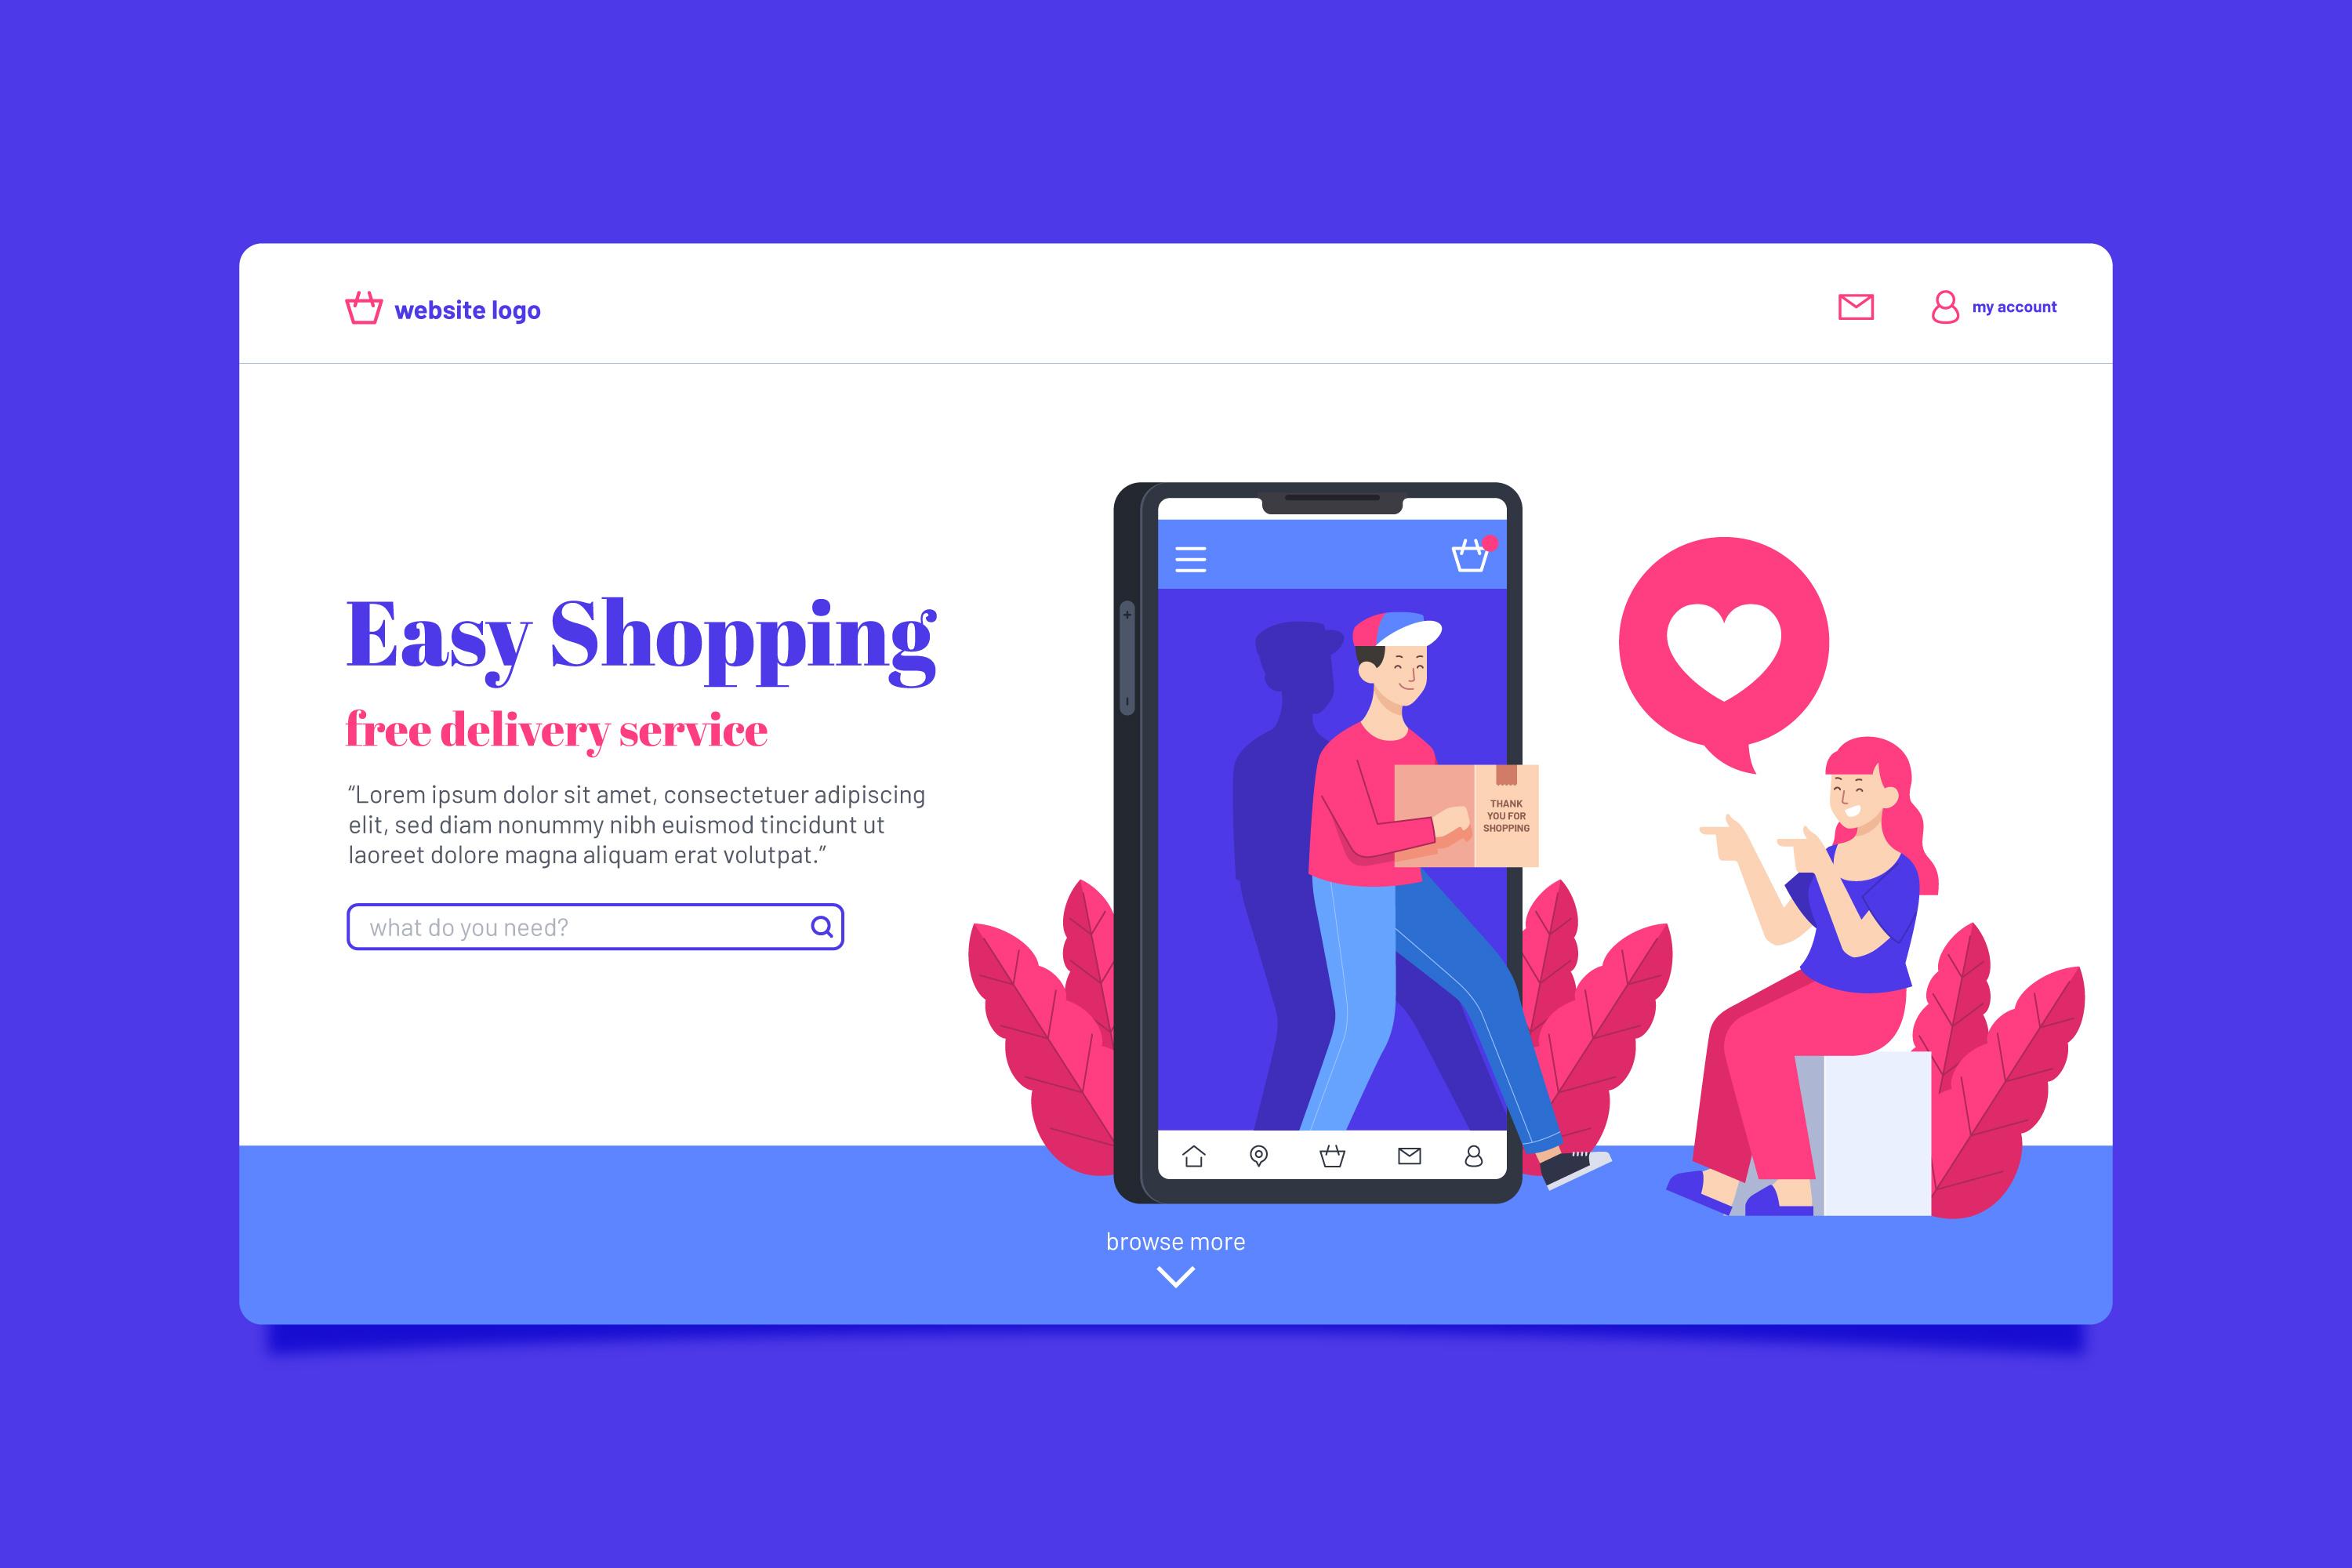 website logo
my account
Easy Shopping
free delivery service
“Lorem ipsum dolor sit amet, consectetuer adipiscing
elit, sed diam nonummy nibh euismod tincidunt ut
laoreet dolore magna aliquam erat volutpat.”
what do you need?
THANK
YOU FOR
SHOPPING
browse more